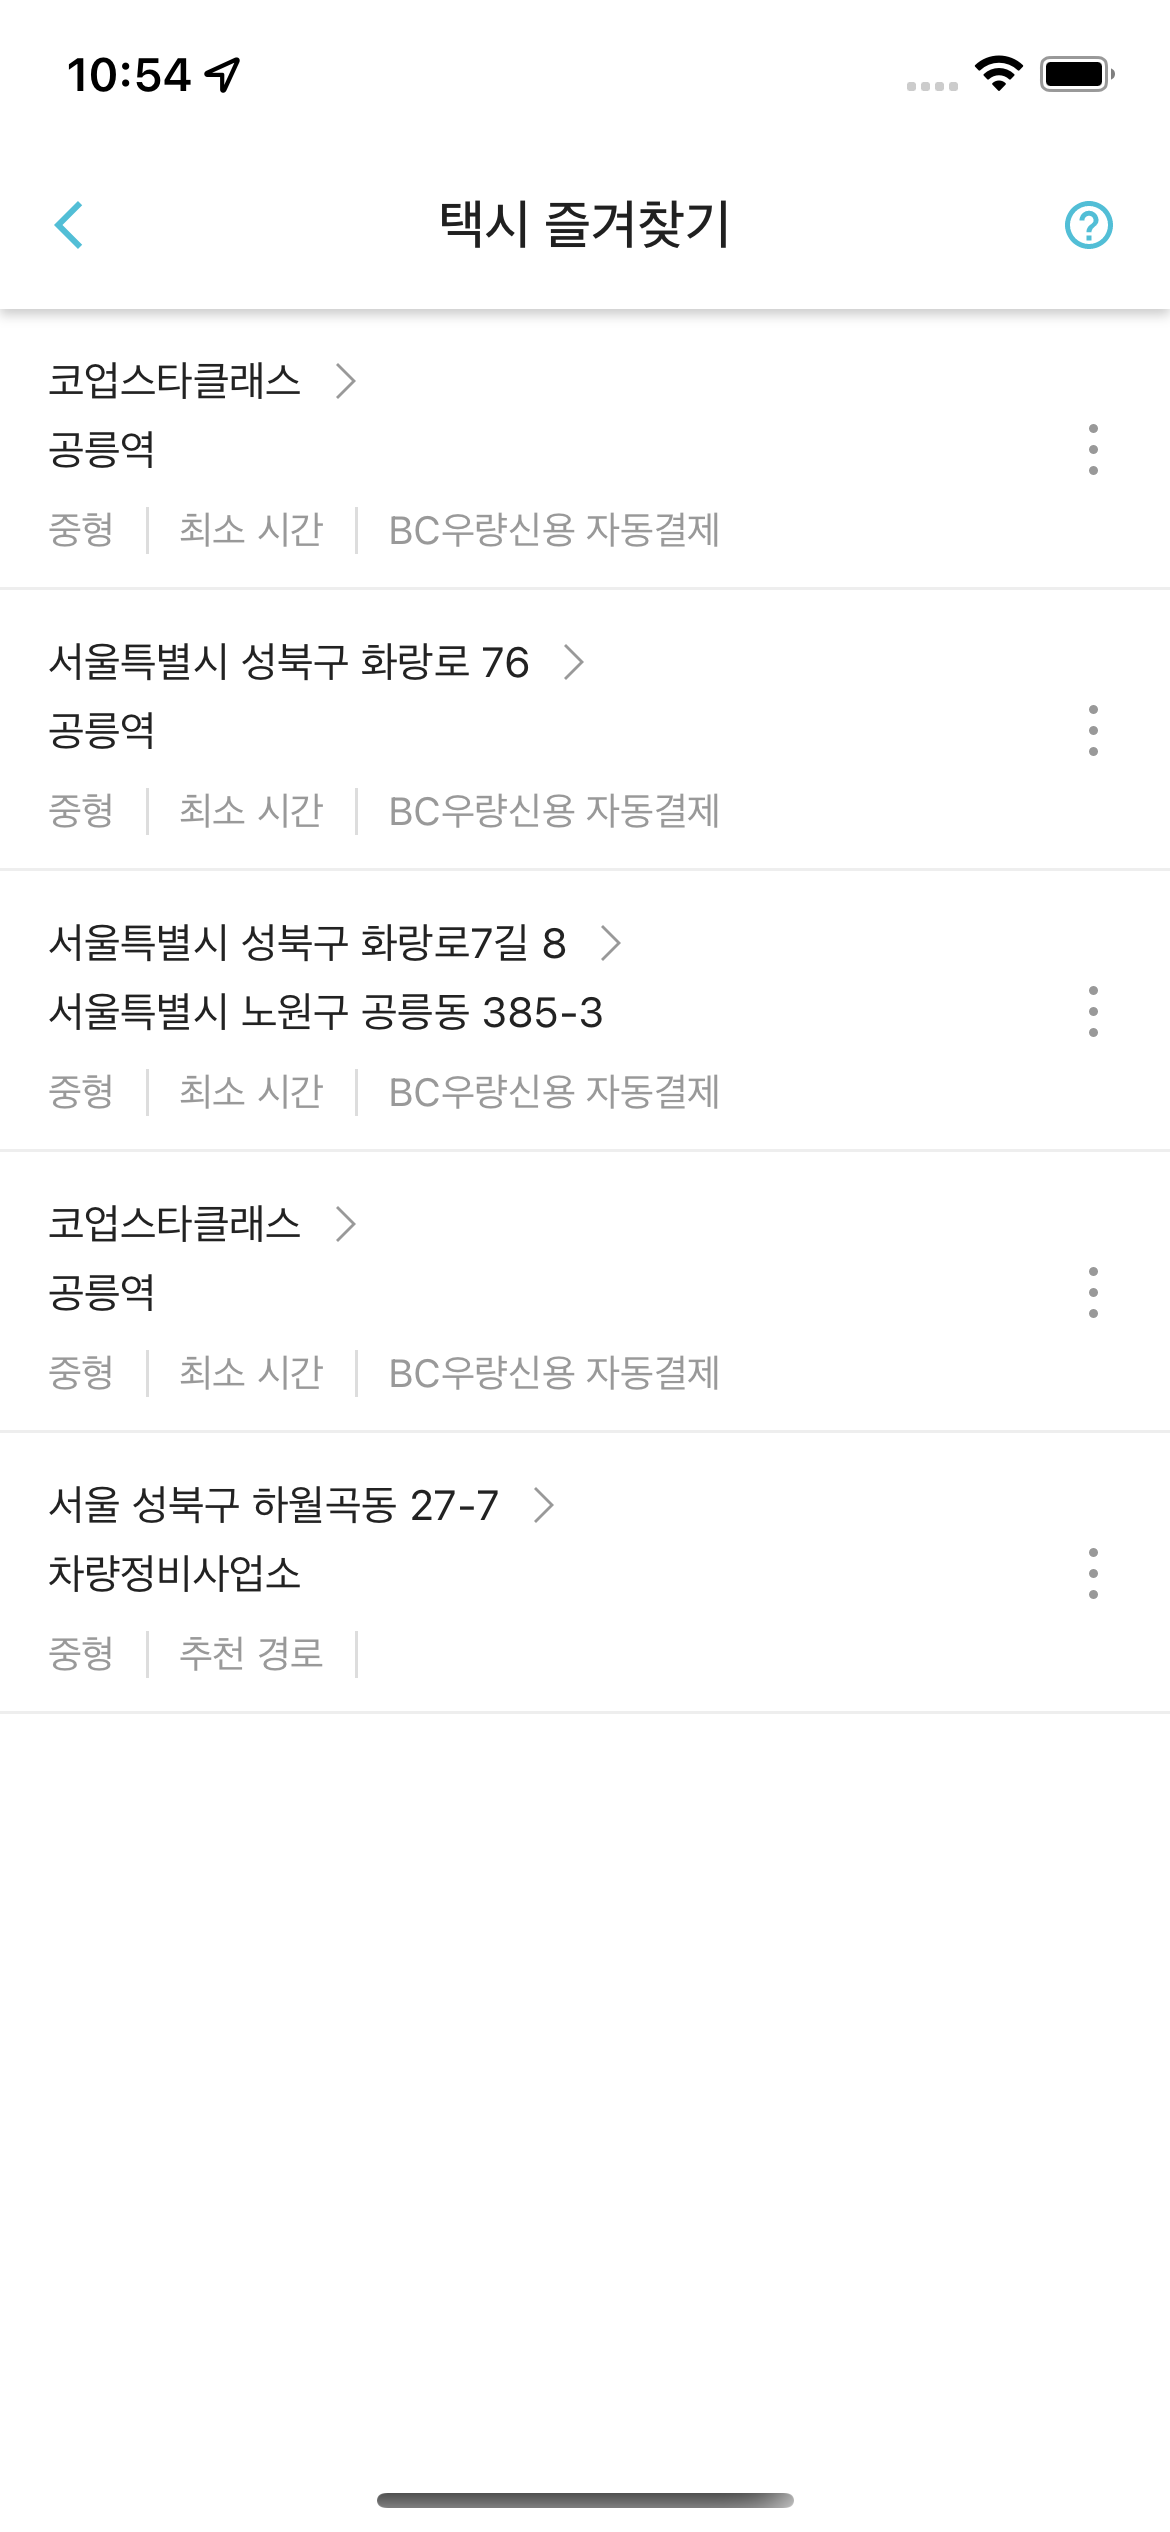 10:54
택시 즐겨찾기
코업스타클래스
공릉역
중형 최소 시간 BC우량신용 자동결제
서울특별시 성북구 화랑로 76
공릉역
중형 최소 시간 BC우량신용 자동결제
서울특별시 성북구 화랑로7길 8
서울특별시 노원구 공릉동 385-3
중형 최소 시간 BC우량신용 자동결제
코업스타클래스
공릉역
중형 최소 시간 BC우량신용 자동결제
서울 성북구 하월곡동 27-7
차량정비사업소
중형 추천 경로